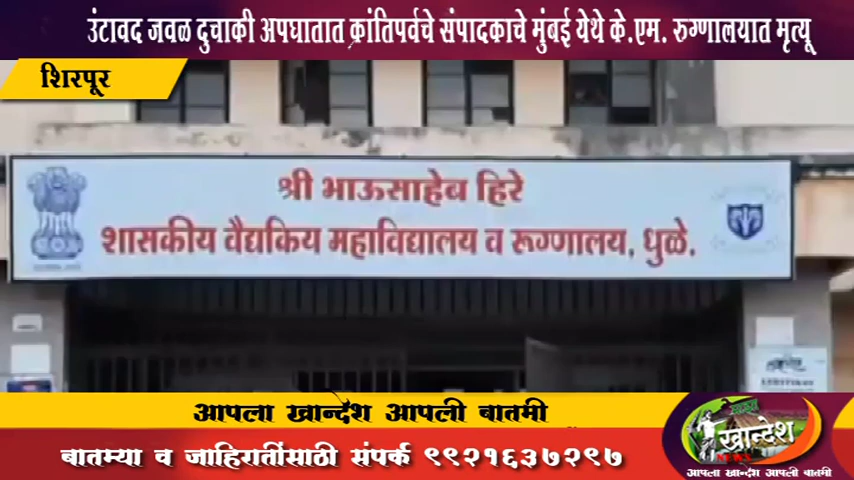 उंटावद जवळ दुचाकी अपघातात क्रांतिपर्वचे संपादकाचे मुंबई येथे के.एम. रुग्णालयात मृत्यू
शिरपूर
श्री भाऊसाहेब हिरे
शासकीय वैद्यकिय महाविद्यालय व रूग्णालय, धुळे.
आपला खान्देश आपली बातमी
बातम्या व जाहिरातींसाठी संपर्क ९९२१६३७२९७
खान्देश
NEWS
आपला खान्देश आपली बातमी